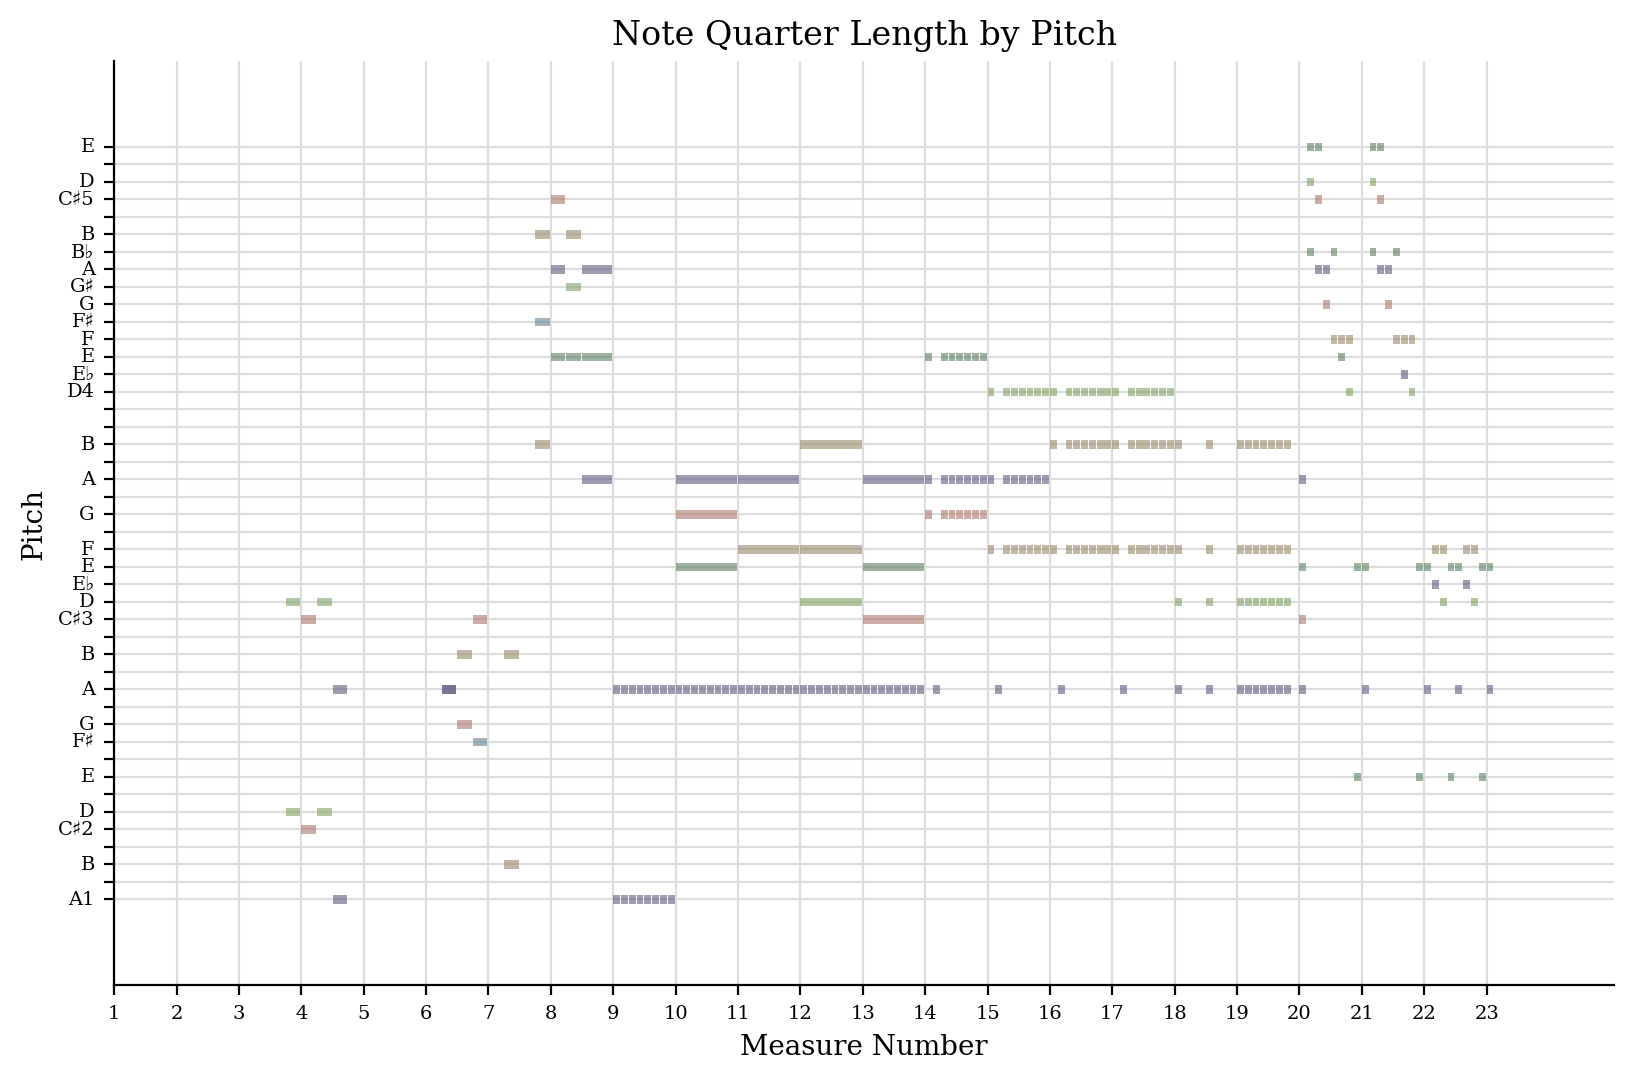 Note Quarter Length by Pitch
E
D
C♯5
B
B♭
A
G♯
G
F♯
F
E
E♭
D4
B
A
G
F
E
E♭
D
C♯3
B
A
G
F♯
E
D
C♯2
B
A1
Pitch
1 2 3 4 5 6 7 8 9 10 11 12 13 14 15 16 17 18 19 20 21 22 23
Measure Number